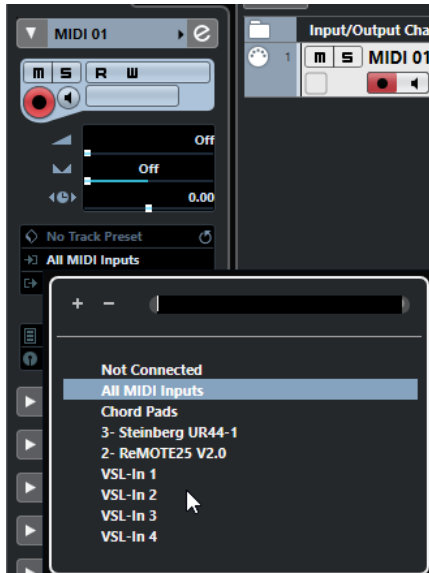 MIDI 01
Input/Output Cha
m S R W
1 m S MIDI 01
Off
Off
0.00
No Track Preset
All MIDI Inputs
+ -
Not Connected
All MIDI Inputs
Chord Pads
3- Steinberg UR44-1
2- ReMOTE25 V2.0
VSL-In 1
VSL-In 2
VSL-In 3
VSL-In 4